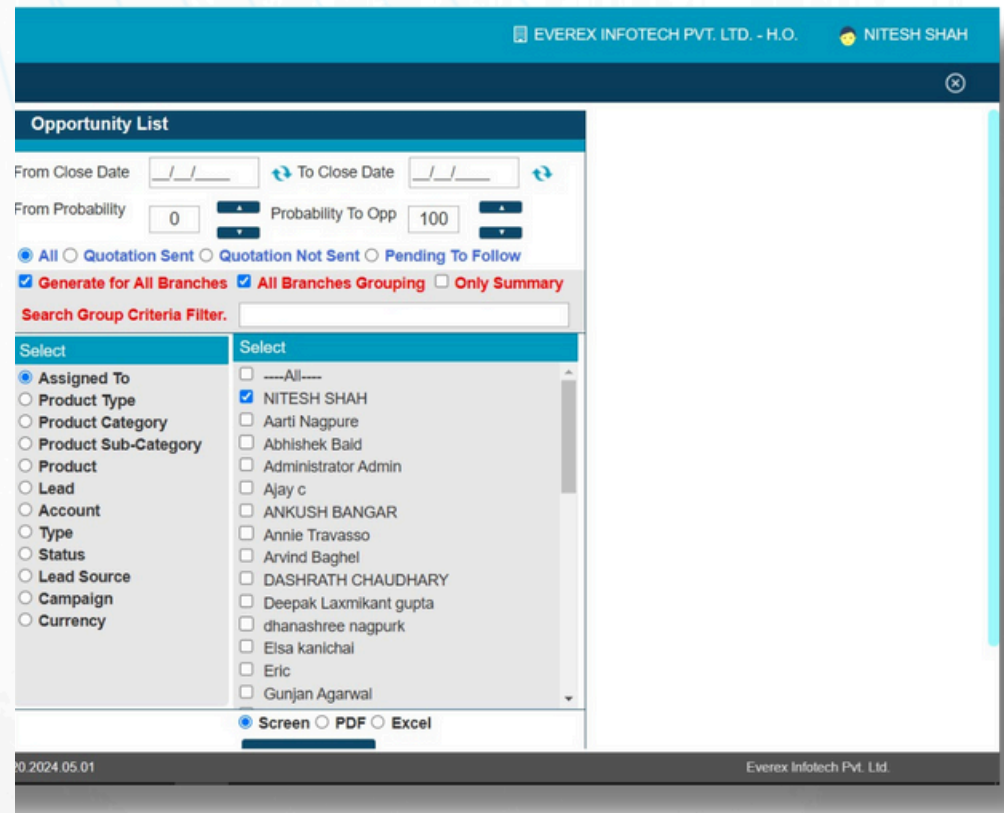 EVEREX INFOTECH PVT. LTD. - H.O. NITESH SHAH
Opportunity List
From Close Date __/__/____ To Close Date __/__/____
From Probability 0 Probability To Opp 100
All Quotation Sent Quotation Not Sent Pending To Follow
Generate for All Branches All Branches Grouping Only Summary
Search Group Criteria Filter.
Select
Assigned To
Product Type
Product Category
Product Sub-Category
Product
Lead
Account
Type
Status
Lead Source
Campaign
Currency
Select
----All----
NITESH SHAH
Aarti Nagpure
Abhishek Baid
Administrator Admin
Ajay c
ANKUSH BANGAR
Annie Travasso
Arvind Baghel
DASHRATH CHAUDHARY
Deepak Laxmikant gupta
dhanashree nagpurk
Elsa kanichai
Eric
Gunjan Agarwal
Screen PDF Excel
20.2024.05.01 Everex Infotech Pvt. Ltd.